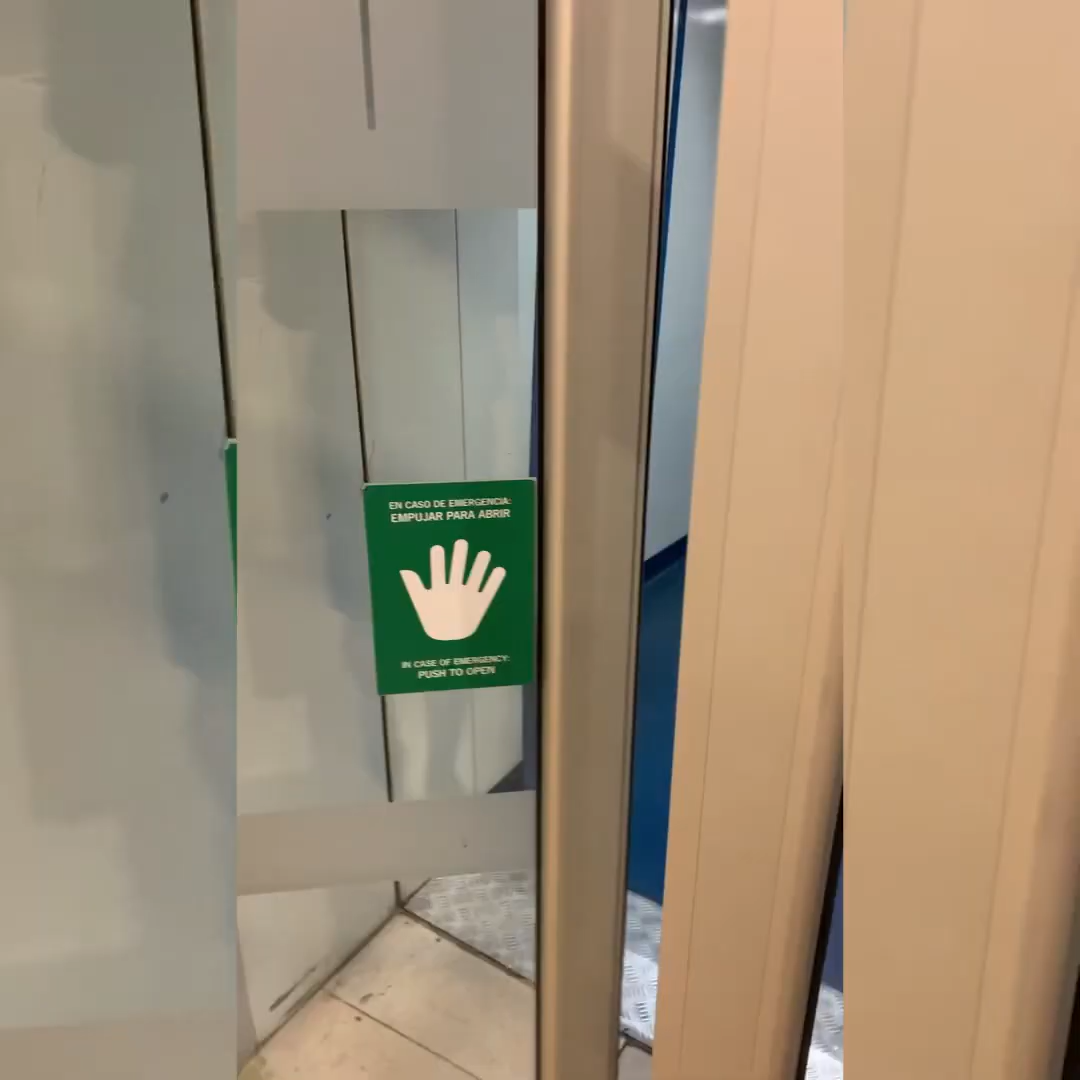 EN CASO DE EMERGENCIA:
EMPUJAR PARA ABRIR
IN CASE OF EMERGENCY:
PUSH TO OPEN